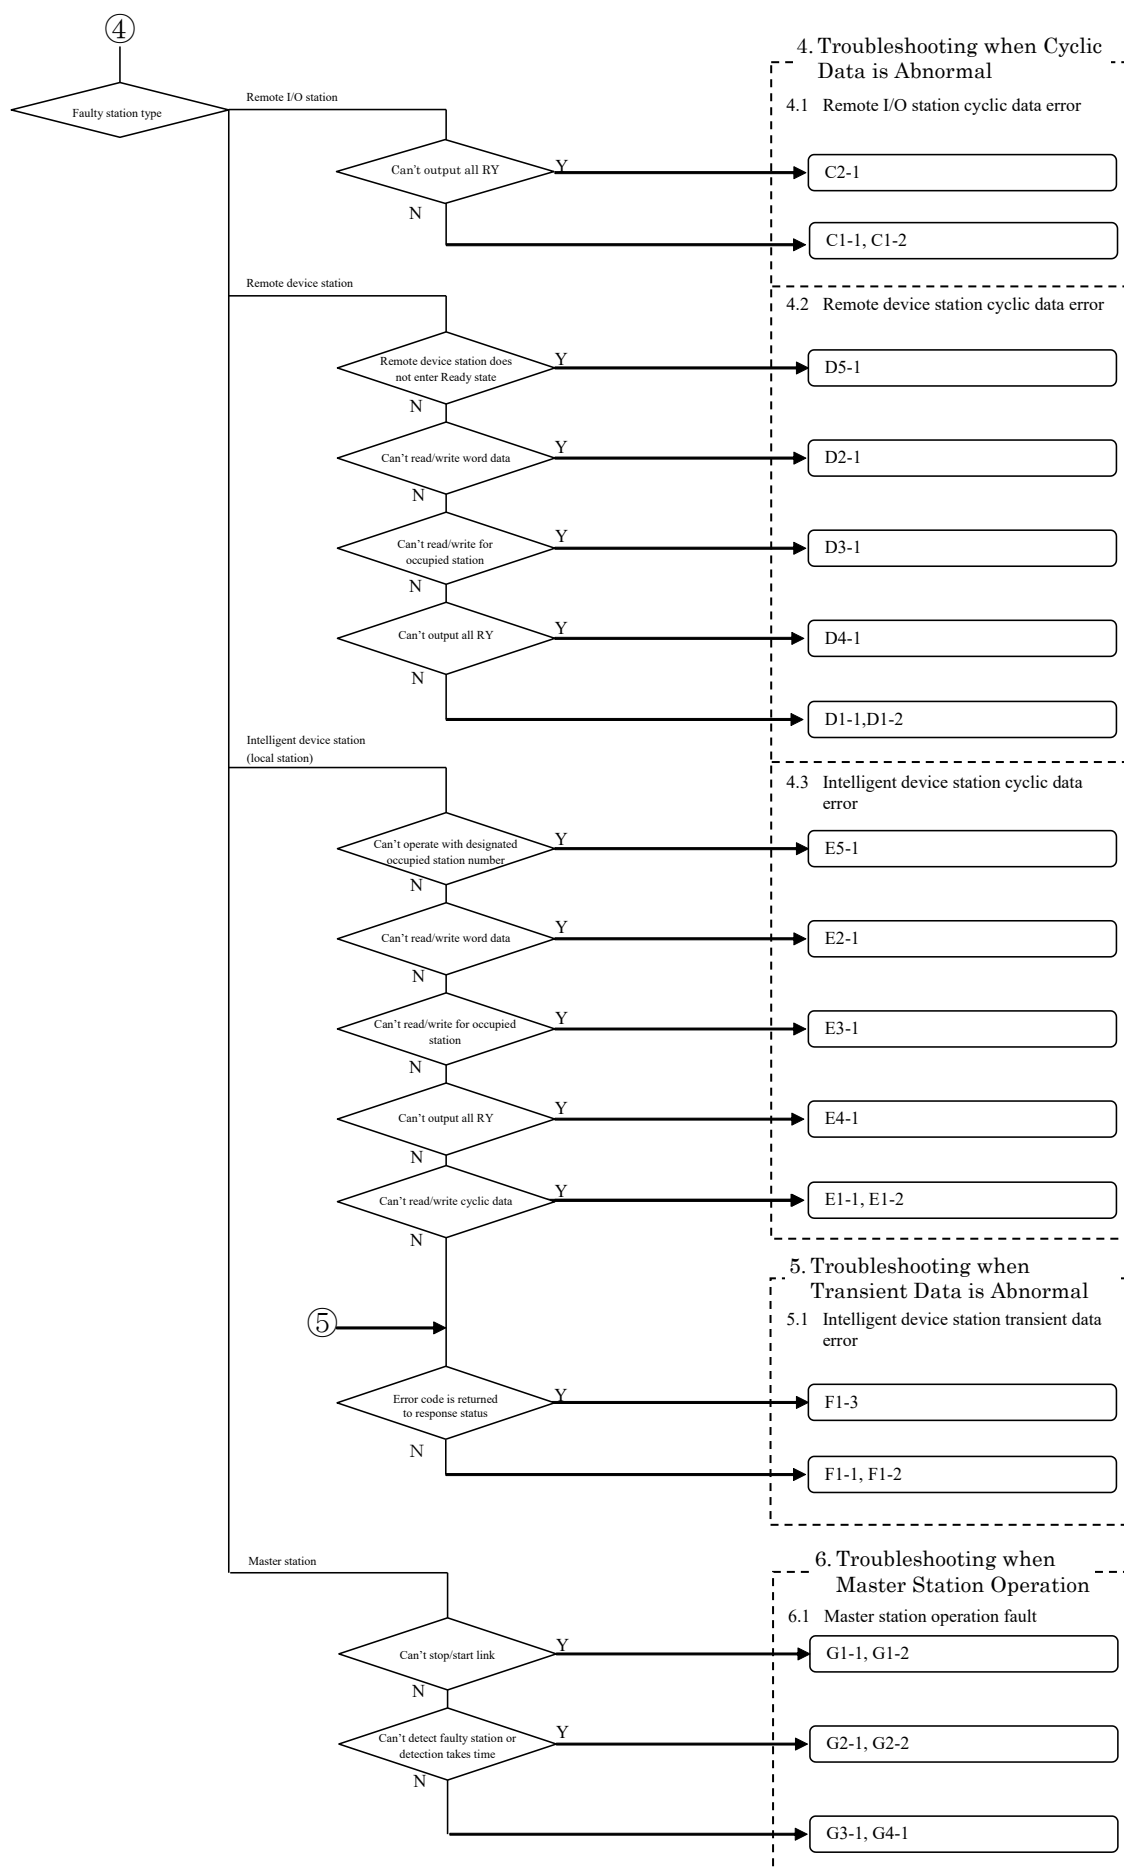 ④
4. Troubleshooting when Cyclic
Data is Abnormal
Faulty station type
Remote I/O station
4.1 Remote I/O station cyclic data error
Can't output all RY
Y
C2-1
N
C1-1, C1-2
Remote device station
4.2 Remote device station cyclic data error
Remote device station does
not enter Ready state
Y
D5-1
N
Can't read/write word data
Y
D2-1
N
Can't read/write for
occupied station
Y
D3-1
N
Can't output all RY
Y
D4-1
N
D1-1,D1-2
Intelligent device station
(local station)
4.3 Intelligent device station cyclic data
error
Can't operate with designated
occupied station number
Y
E5-1
N
Can't read/write word data
Y
E2-1
N
Can't read/write for occupied
station
Y
E3-1
N
Can't output all RY
Y
E4-1
N
Can't read/write cyclic data
Y
E1-1, E1-2
N
5. Troubleshooting when
Transient Data is Abnormal
⑤
5.1 Intelligent device station transient data
error
Error code is returned
to response status
Y
F1-3
N
F1-1, F1-2
Master station
6. Troubleshooting when
Master Station Operation
6.1 Master station operation fault
Can't stop/start link
Y
G1-1, G1-2
N
Can't detect faulty station or
detection takes time
Y
G2-1, G2-2
N
G3-1, G4-1